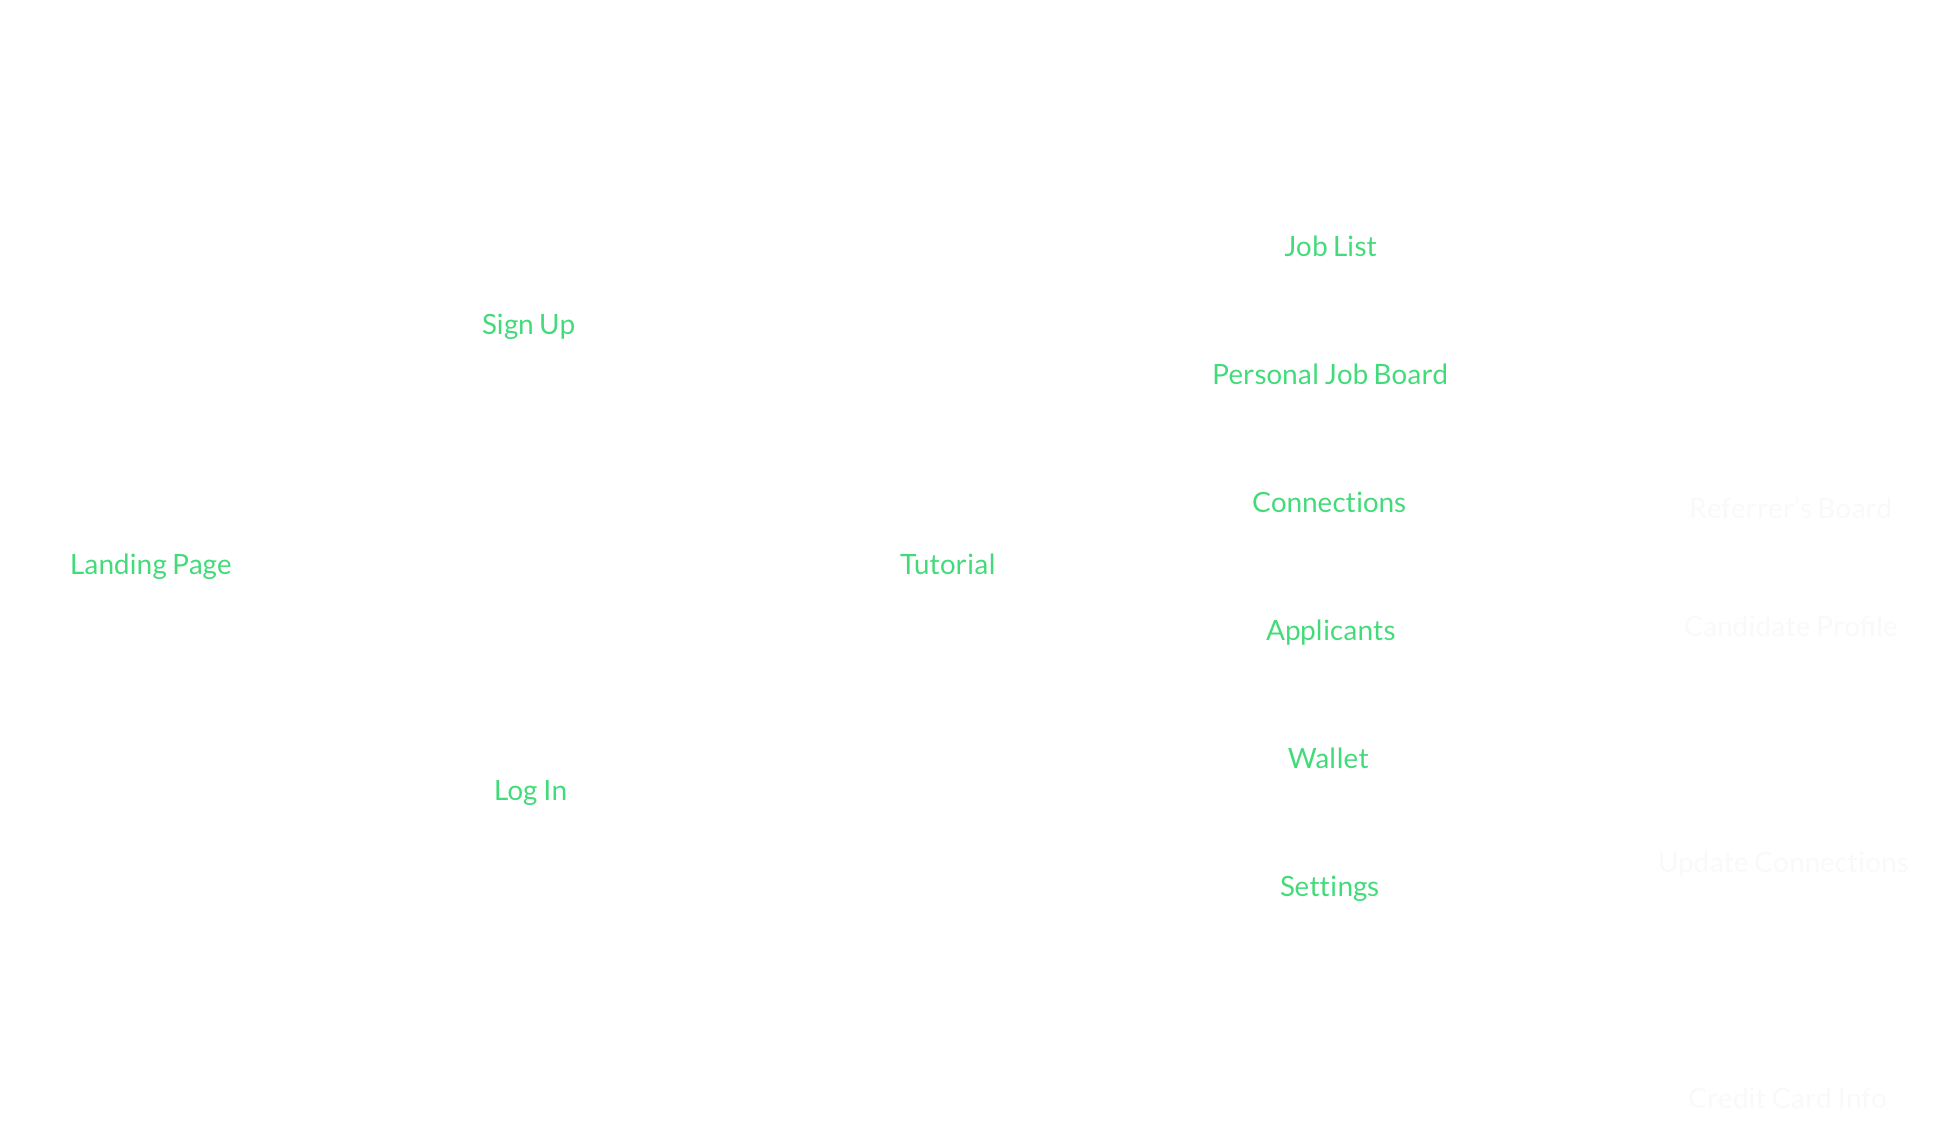 Landing Page
Sign Up
Log In
Tutorial
Job List
Personal Job Board
Connections
Applicants
Wallet
Settings
Referrer's Board
Candidate Profile
Update Connections
Credit Card Info